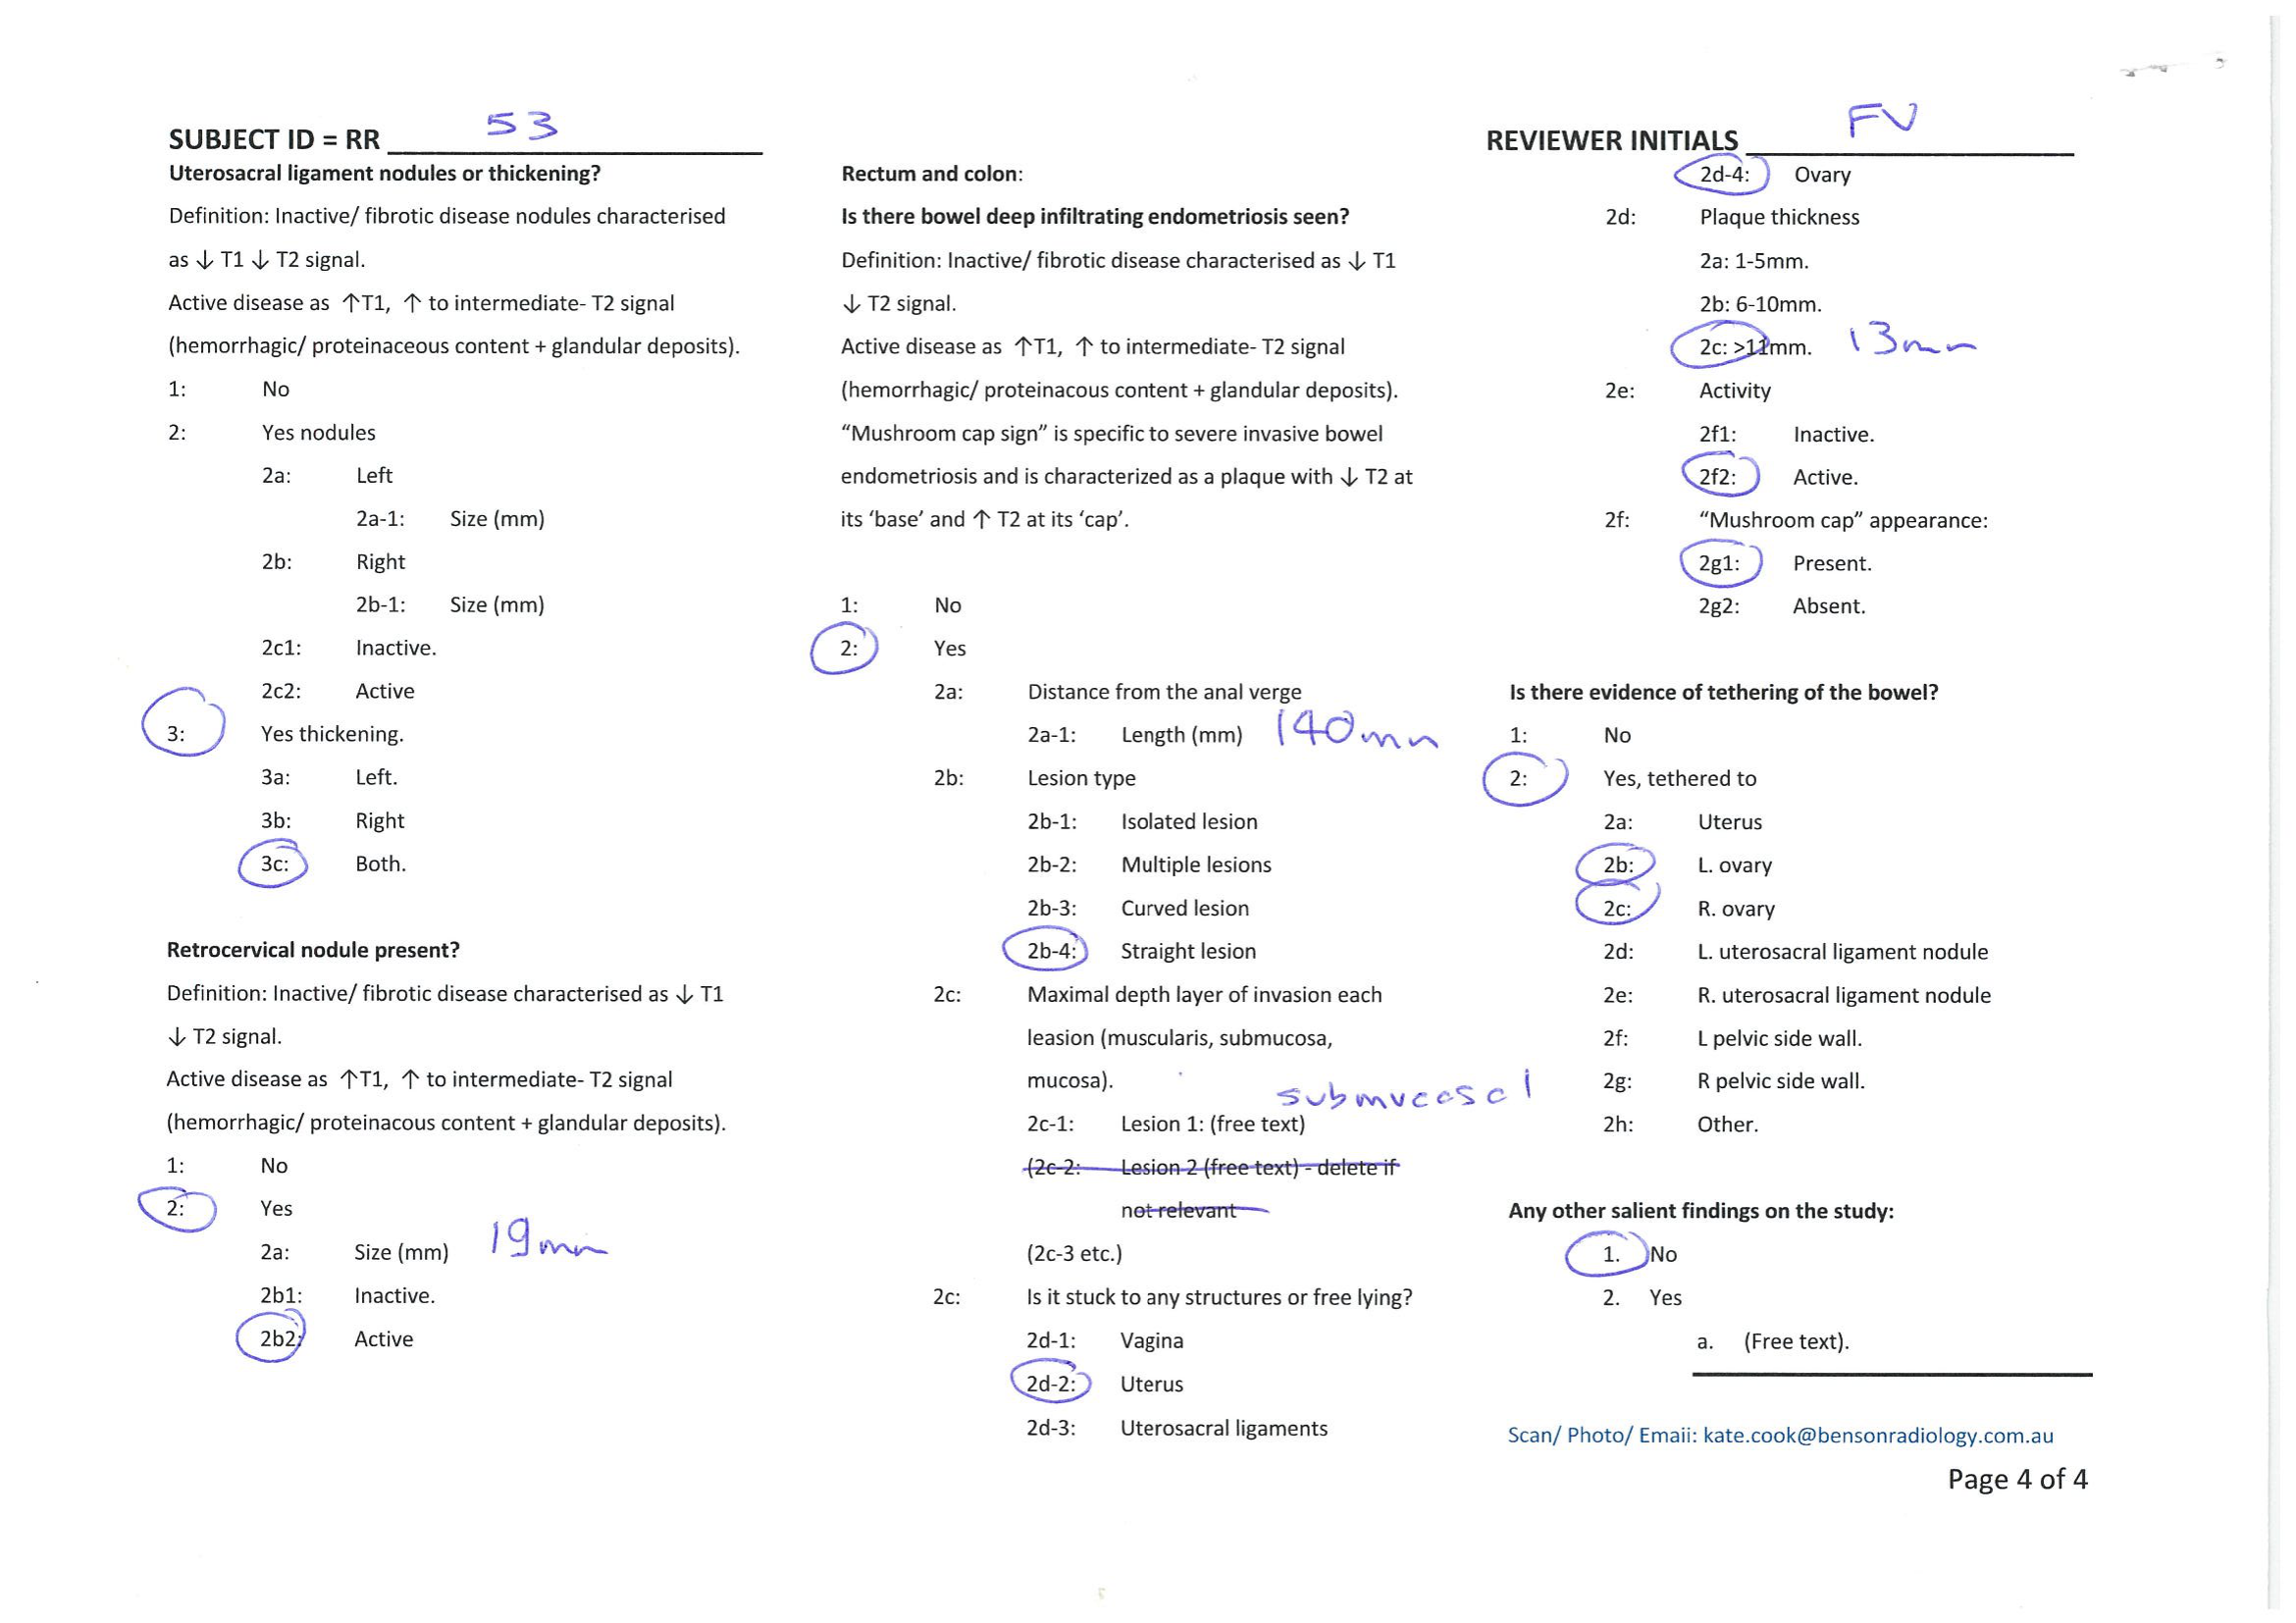 SUBJECT ID = RR 53
REVIEWER INITIALS FV
Uterosacral ligament nodules or thickening?
Definition: Inactive/ fibrotic disease nodules characterised
as ↓ T1 ↓ T2 signal.
Active disease as ↑T1, ↑ to intermediate- T2 signal
(hemorrhagic/ proteinaceous content + glandular deposits).
1: No
2: Yes nodules
2a: Left
2a-1: Size (mm)
2b: Right
2b-1: Size (mm)
2c1: Inactive.
2c2: Active
3: Yes thickening.
3a: Left.
3b: Right
3c: Both.
Retrocervical nodule present?
Definition: Inactive/ fibrotic disease characterised as ↓ T1
↓ T2 signal.
Active disease as ↑T1, ↑ to intermediate- T2 signal
(hemorrhagic/ proteinacous content + glandular deposits).
1: No
2: Yes
2a: Size (mm) 19mm
2b1: Inactive.
2b2: Active
Rectum and colon:
Is there bowel deep infiltrating endometriosis seen?
Definition: Inactive/ fibrotic disease characterised as ↓ T1
↓ T2 signal.
Active disease as ↑T1, ↑ to intermediate- T2 signal
(hemorrhagic/ proteinacous content + glandular deposits).
“Mushroom cap sign” is specific to severe invasive bowel
endometriosis and is characterized as a plaque with ↓ T2 at
its ‘base’ and ↑ T2 at its ‘cap’.
1: No
2: Yes
2a: Distance from the anal verge
2a-1: Length (mm) 140mm
2b: Lesion type
2b-1: Isolated lesion
2b-2: Multiple lesions
2b-3: Curved lesion
2b-4: Straight lesion
2c: Maximal depth layer of invasion each
leasion (muscularis, submucosa,
mucosa).
submucosal
2c-1: Lesion 1: (free text)
(2c-2: Lesion 2 (free text) - delete if
not relevant
(2c-3 etc.)
2c: Is it stuck to any structures or free lying?
2d-1: Vagina
2d-2: Uterus
2d-3: Uterosacral ligaments
2d-4: Ovary
2d: Plaque thickness
2a: 1-5mm.
2b: 6-10mm.
2c: >11mm. 13mm
2e: Activity
2f1: Inactive.
2f2: Active.
2f: “Mushroom cap” appearance:
2g1: Present.
2g2: Absent.
Is there evidence of tethering of the bowel?
1: No
2: Yes, tethered to
2a: Uterus
2b: L. ovary
2c: R. ovary
2d: L. uterosacral ligament nodule
2e: R. uterosacral ligament nodule
2f: L pelvic side wall.
2g: R pelvic side wall.
2h: Other.
Any other salient findings on the study:
1. No
2. Yes
a. (Free text).
Scan/ Photo/ Emaii: kate.cook@bensonradiology.com.au
Page 4 of 4